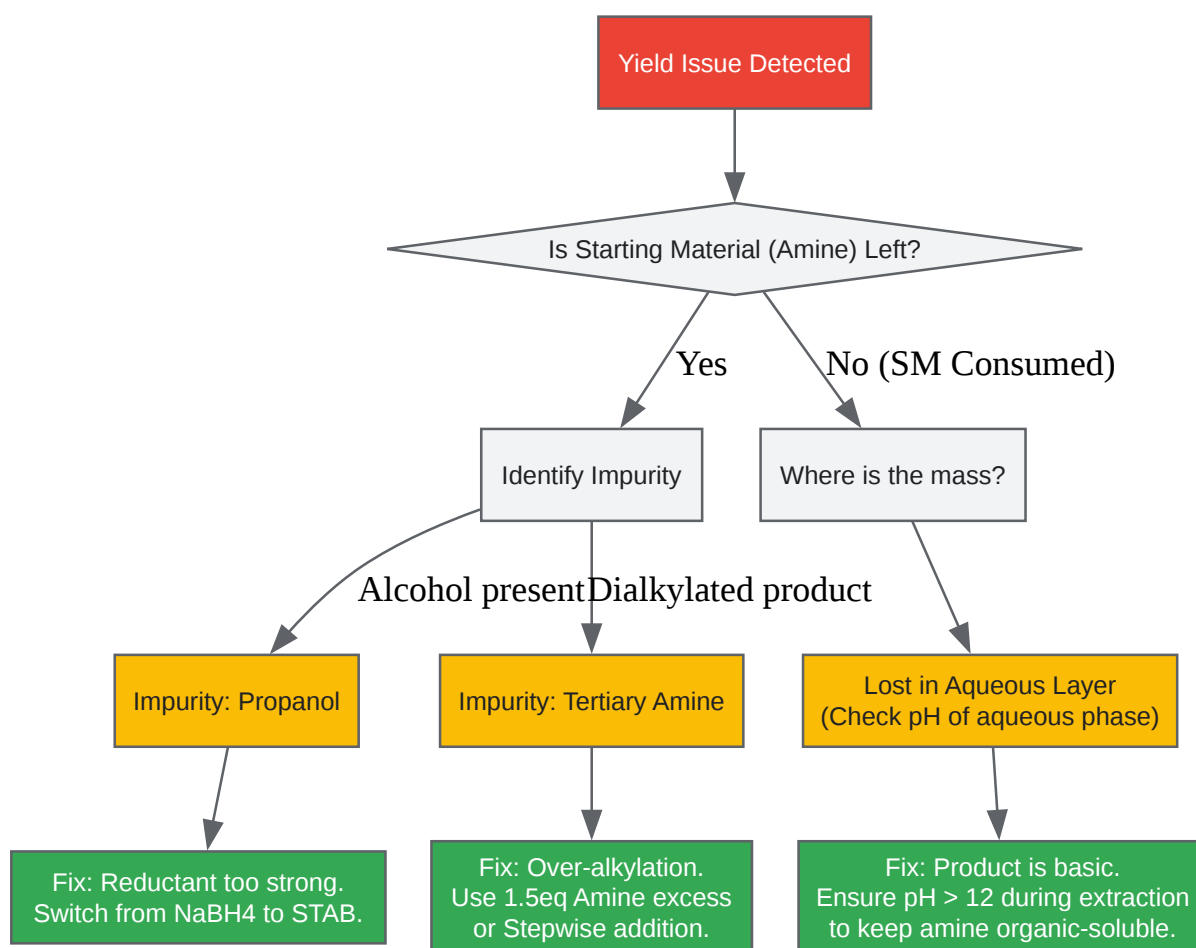 Yield Issue Detected
Is Starting Material (Amine) Left?
Yes
No (SM Consumed)
Identify Impurity
Where is the mass?
Alcohol present
Dialkylated product
Impurity: Propanol
Impurity: Tertiary Amine
Lost in Aqueous Layer
(Check pH of aqueous phase)
Fix: Reductant too strong.
Switch from NaBH4 to STAB.
Fix: Over-alkylation.
Use 1.5eq Amine excess
or Stepwise addition.
Fix: Product is basic.
Ensure pH > 12 during extraction
to keep amine organic-soluble.